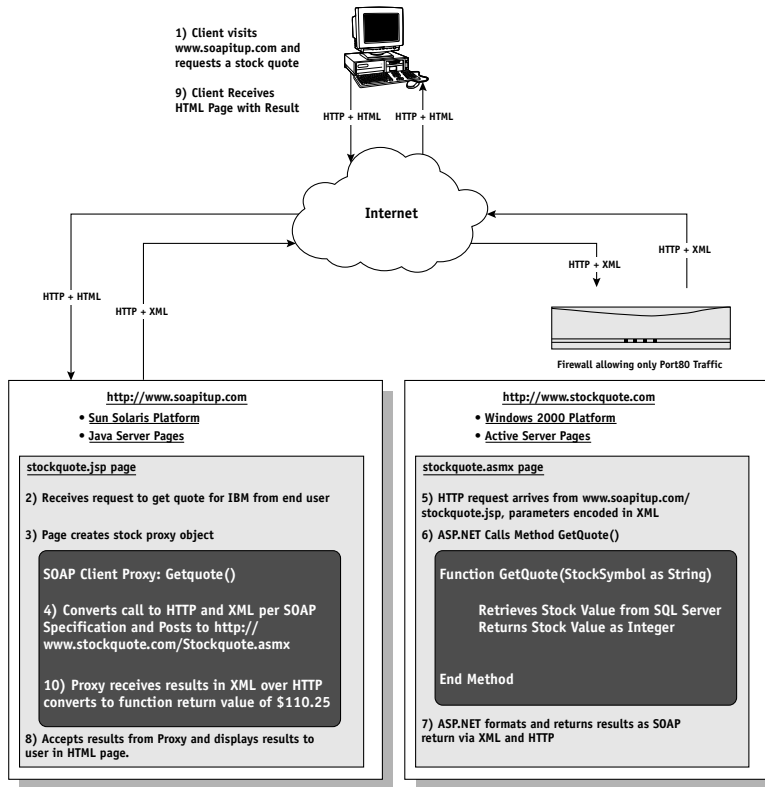 1) Client visits
www.soapitup.com and
requests a stock quote
9) Client Receives
HTML Page with Result
HTTP + HTML
HTTP + HTML
Internet
HTTP + HTML
HTTP + XML
HTTP + XML
HTTP + XML
Firewall allowing only Port80 Traffic
http://www.soapitup.com
• Sun Solaris Platform
• Java Server Pages
stockquote.jsp page
2) Receives request to get quote for IBM from end user
3) Page creates stock proxy object
SOAP Client Proxy: Getquote()
4) Converts call to HTTP and XML per SOAP
Specification and Posts to http://
www.stockquote.com/Stockquote.asmx
10) Proxy receives results in XML over HTTP
converts to function return value of $110.25
8) Accepts results from Proxy and displays results to
user in HTML page.
http://www.stockquote.com
• Windows 2000 Platform
• Active Server Pages
stockquote.asmx page
5) HTTP request arrives from www.soapitup.com/
stockquote.jsp, parameters encoded in XML
6) ASP.NET Calls Method GetQuote()
Function GetQuote(StockSymbol as String)
Retrieves Stock Value from SQL Server
Returns Stock Value as Integer
End Method
7) ASP.NET formats and returns results as SOAP
return via XML and HTTP